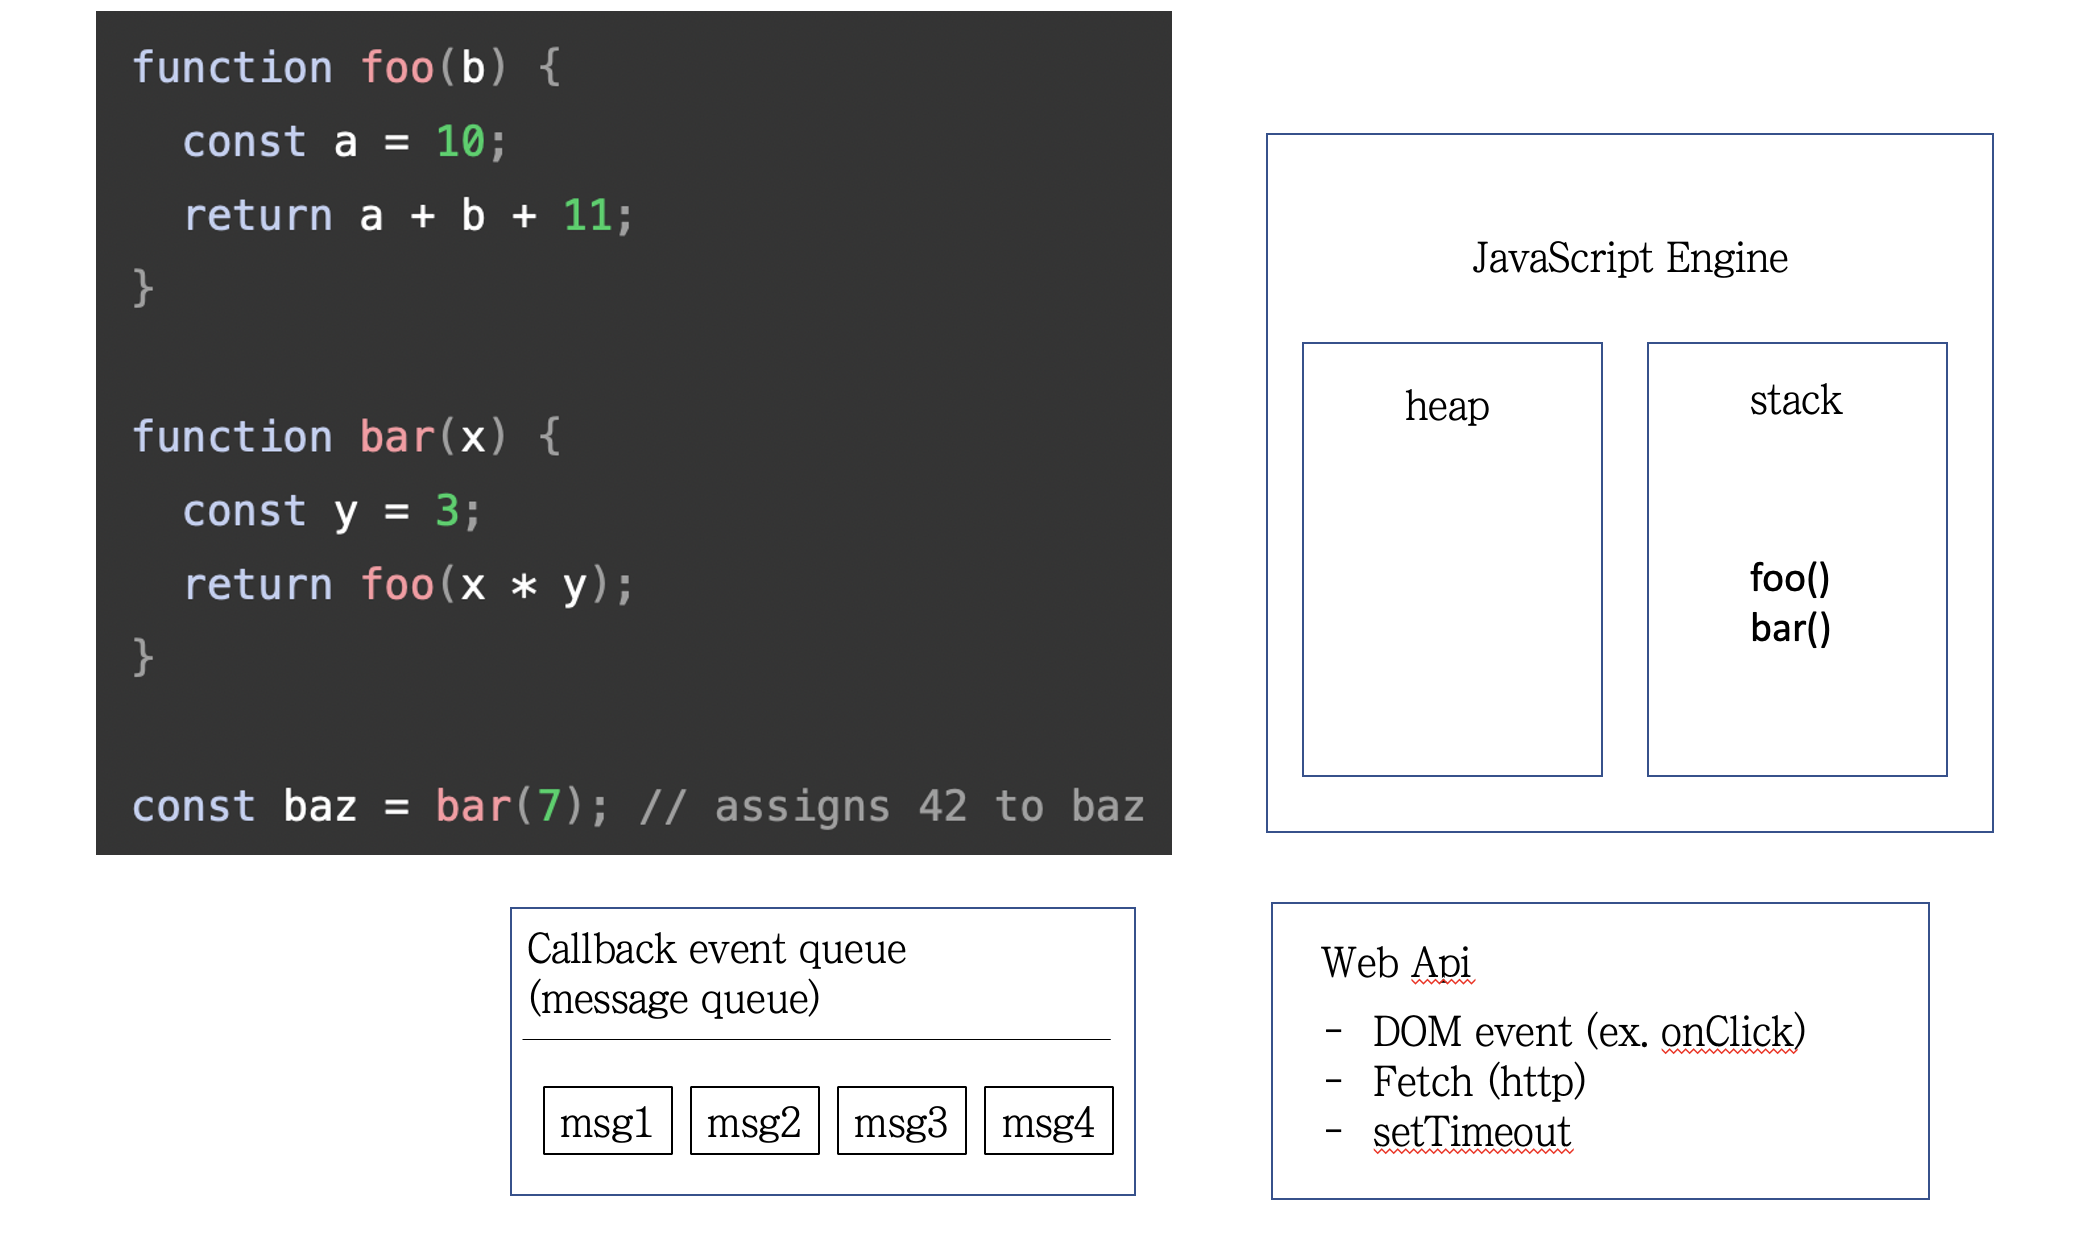 function foo(b) {
  const a = 10;
  return a + b + 11;
}
function bar(x) {
  const y = 3;
  return foo(x * y);
}
const baz = bar(7); // assigns 42 to baz
JavaScript Engine
heap
stack
foo()
bar()
Callback event queue
(message queue)
msg1 msg2 msg3 msg4
Web Api
- DOM event (ex. onClick)
- Fetch (http)
- setTimeout